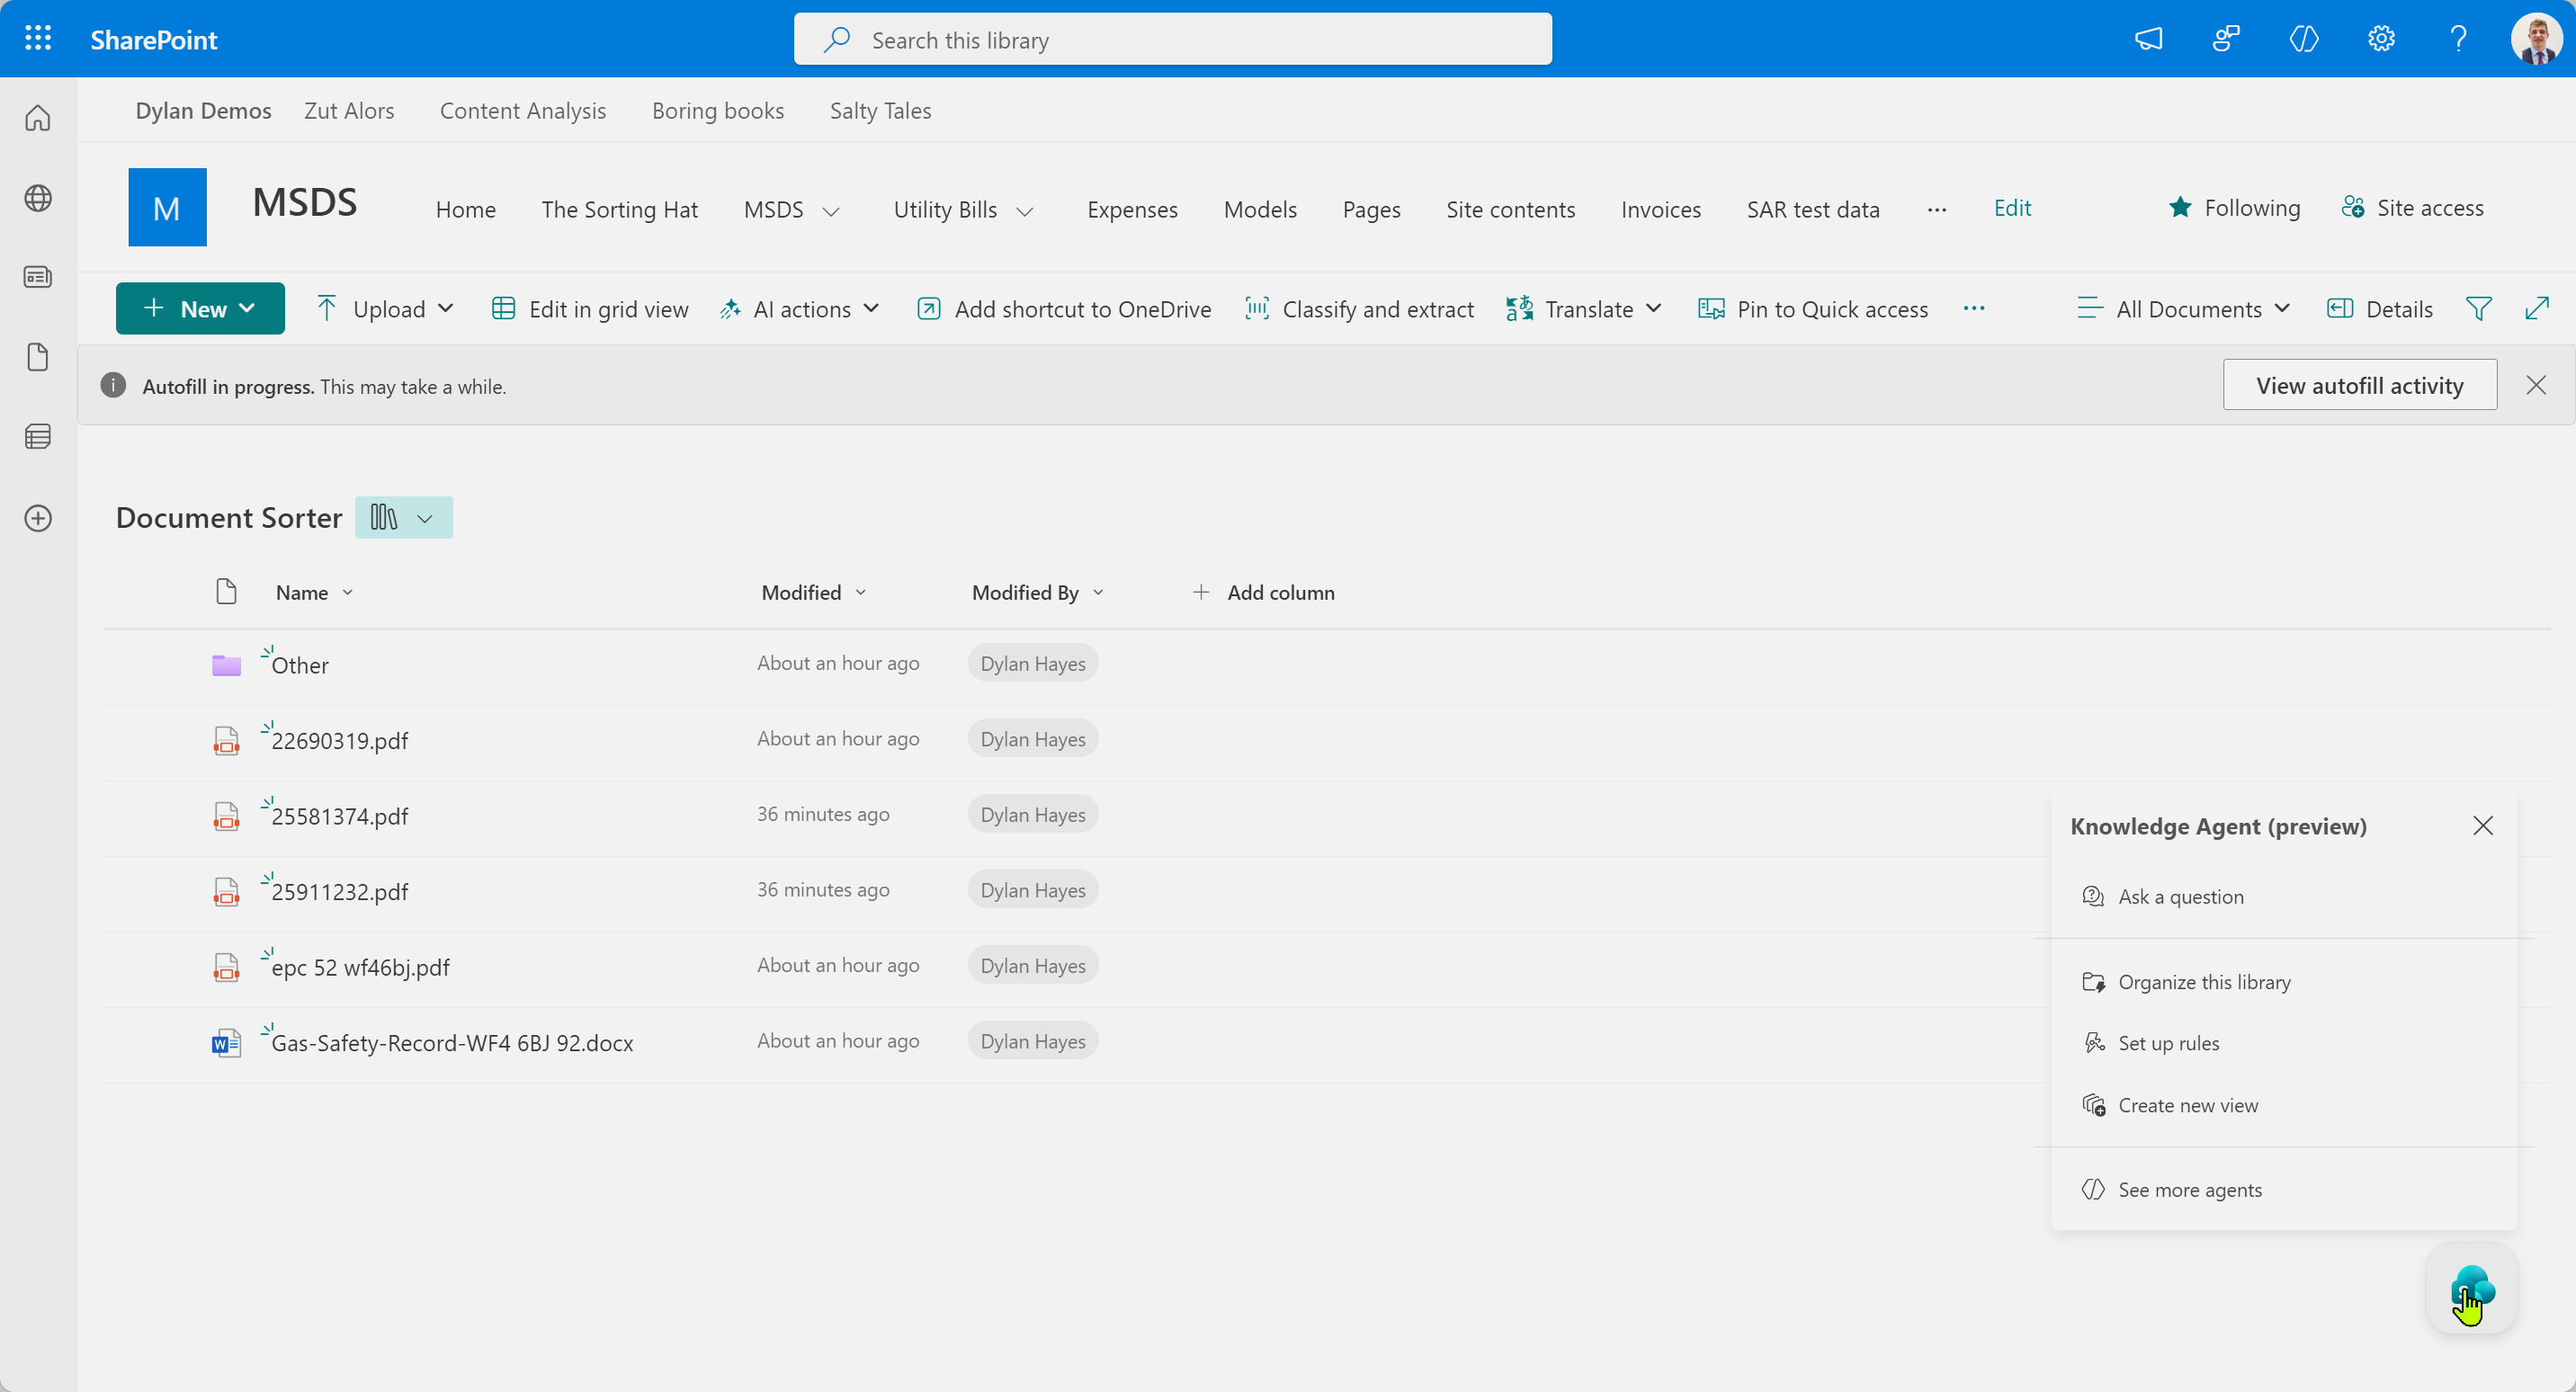 SharePoint
Search this library
Dylan Demos Zut Alors Content Analysis Boring books Salty Tales
M
MSDS
Home The Sorting Hat MSDS Utility Bills Expenses Models Pages Site contents Invoices SAR test data ... Edit
Following Site access
New Upload Edit in grid view AI actions Add shortcut to OneDrive Classify and extract Translate Pin to Quick access ... All Documents Details
Autofill in progress. This may take a while.
View autofill activity
Document Sorter
Name Modified Modified By Add column
Other About an hour ago Dylan Hayes
22690319.pdf About an hour ago Dylan Hayes
25581374.pdf 36 minutes ago Dylan Hayes
25911232.pdf 36 minutes ago Dylan Hayes
epc 52 wf46bj.pdf About an hour ago Dylan Hayes
Gas-Safety-Record-WF4 6BJ 92.docx About an hour ago Dylan Hayes
Knowledge Agent (preview)
Ask a question
Organize this library
Set up rules
Create new view
See more agents